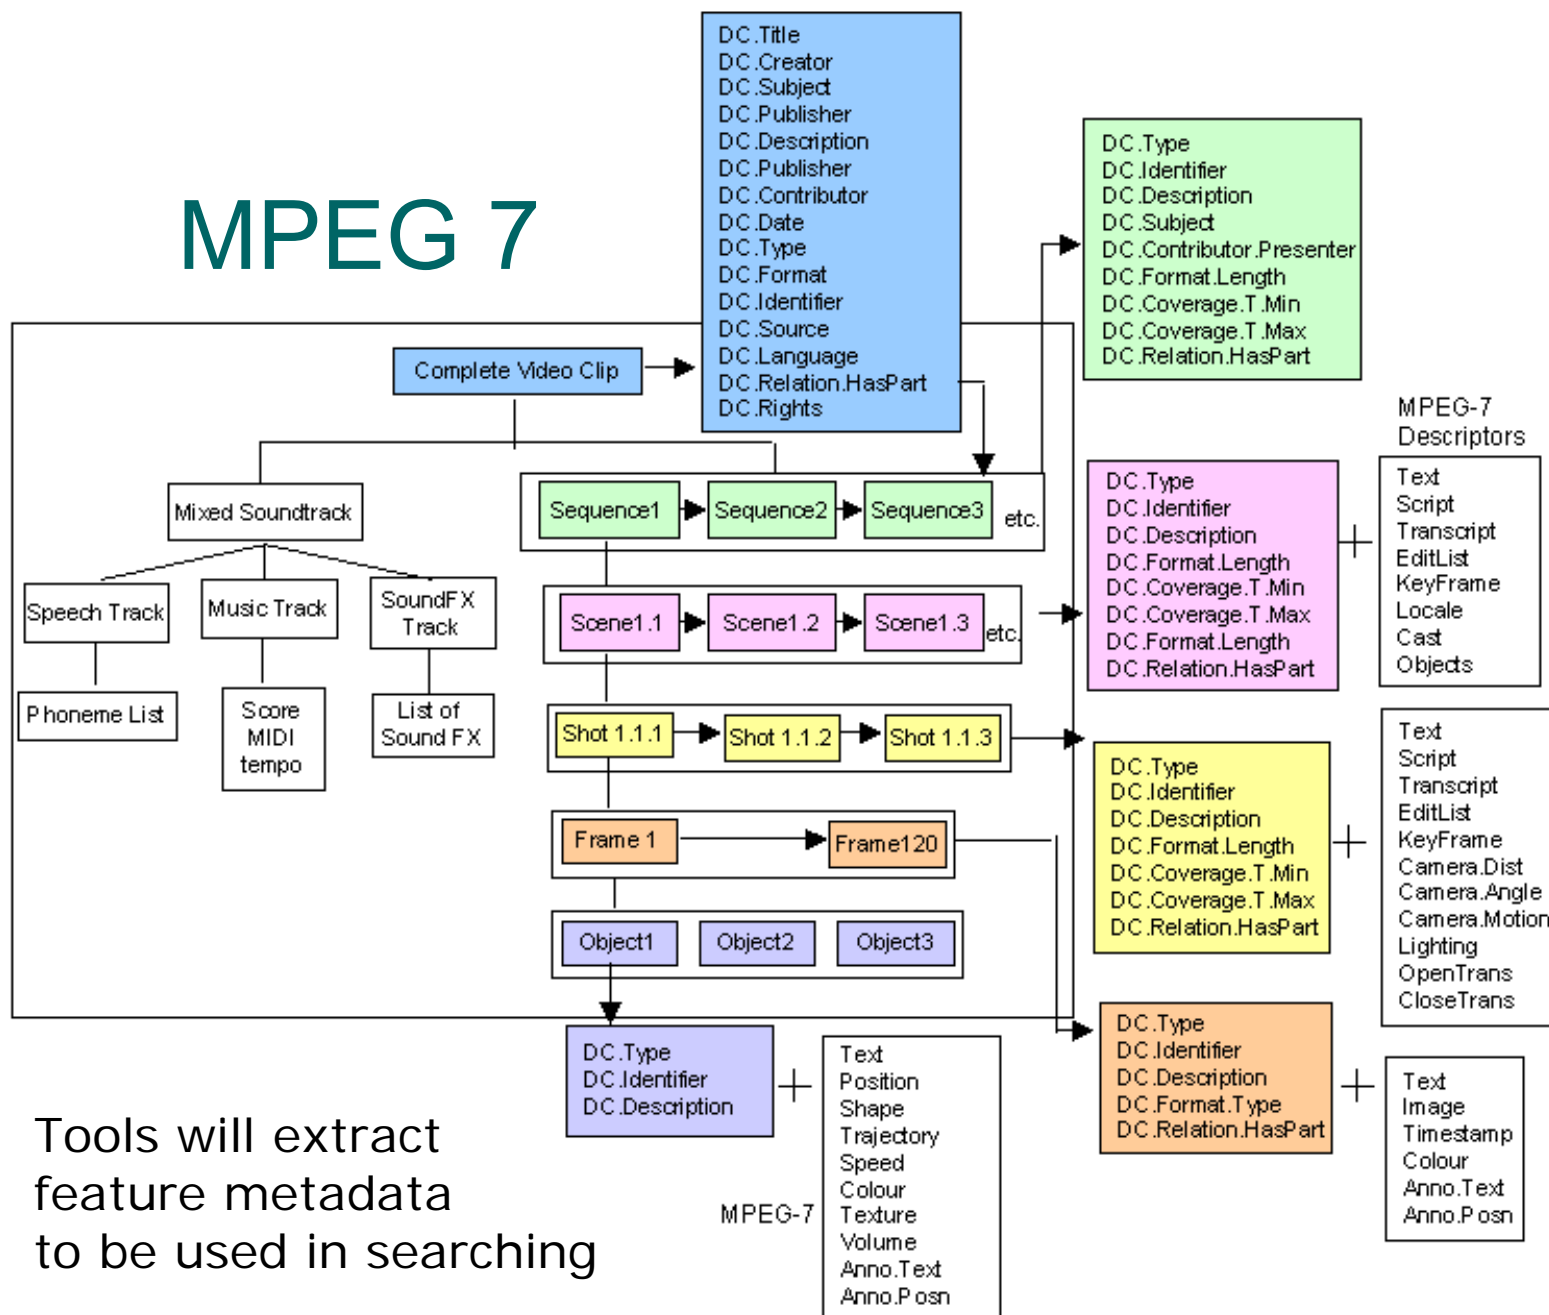 MPEG 7
DC.Title
DC.Creator
DC.Subject
DC.Publisher
DC.Description
DC.Publisher
DC.Contributor
DC.Date
DC.Type
DC.Format
DC.Identifier
DC.Source
DC.Language
DC.Relation.HasPart
DC.Rights
DC.Type
DC.Identifier
DC.Description
DC.Subject
DC.Contributor.Presenter
DC.Format.Length
DC.Coverage.T.Min
DC.Coverage.T.Max
DC.Relation.HasPart
Complete Video Clip
Mixed Soundtrack
Speech Track
Music Track
SoundFX
Track
Phoneme List
Score
MIDI
tempo
List of
Sound FX
Sequence1
Sequence2
Sequence3
etc.
Scene1.1
Scene1.2
Scene1.3
etc.
Shot 1.1.1
Shot 1.1.2
Shot 1.1.3
Frame 1
Frame120
Object1
Object2
Object3
MPEG-7
Descriptors
DC.Type
DC.Identifier
DC.Description
DC.Format.Length
DC.Coverage.T.Min
DC.Coverage.T.Max
DC.Format.Length
DC.Relation.HasPart
Text
Script
Transcript
EditList
KeyFrame
Locale
Cast
Objects
DC.Type
DC.Identifier
DC.Description
DC.Format.Length
DC.Coverage.T.Min
DC.Coverage.T.Max
DC.Relation.HasPart
Text
Script
Transcript
EditList
KeyFrame
Camera.Dist
Camera.Angle
Camera.Motion
Lighting
OpenTrans
CloseTrans
DC.Type
DC.Identifier
DC.Description
DC.Format.Type
DC.Relation.HasPart
Text
Image
Timestamp
Colour
Anno.Text
Anno.Posn
DC.Type
DC.Identifier
DC.Description
MPEG-7
Text
Position
Shape
Trajectory
Speed
Colour
Texture
Volume
Anno.Text
Anno.Posn
Tools will extract
feature metadata
to be used in searching